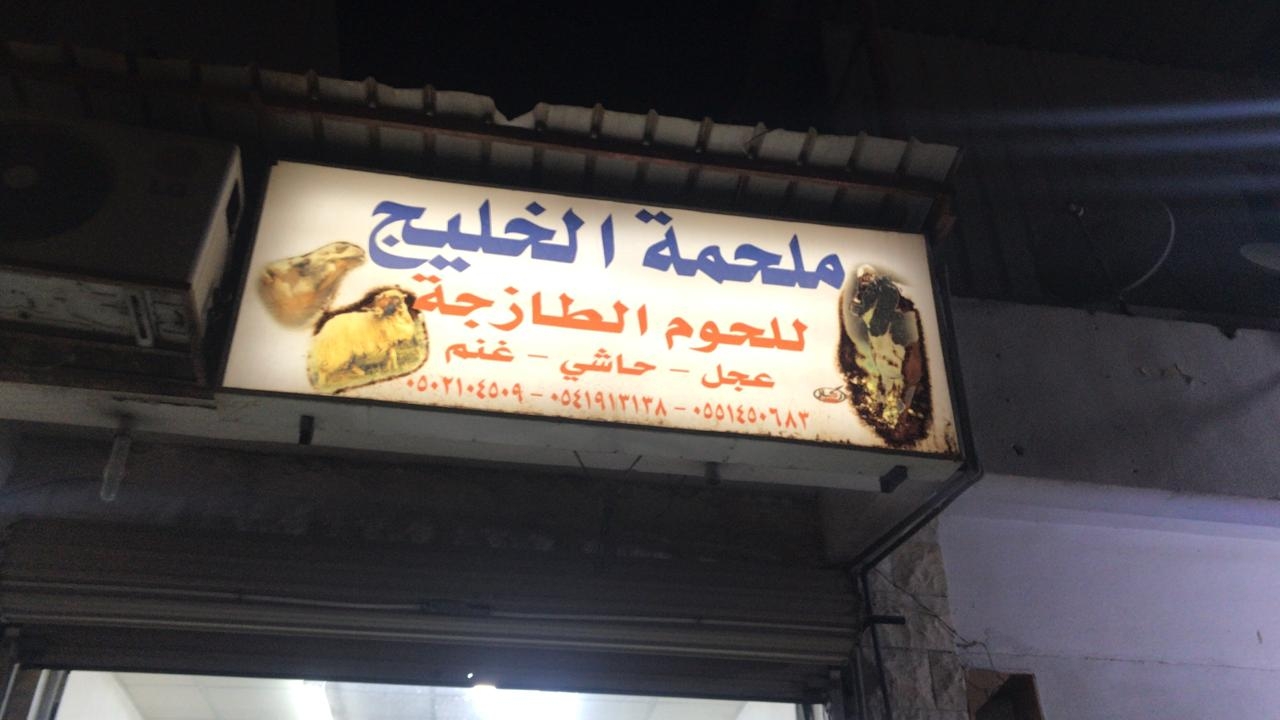 ملحمة الخليج
للحوم الطازجة
عجل - حاشي - غنم
٠٥٥١٤٥٠٦٨٣ - ٠٥٤١٩١٣١٣٨ - ٠٥٠٢١٠٤٥٠٩